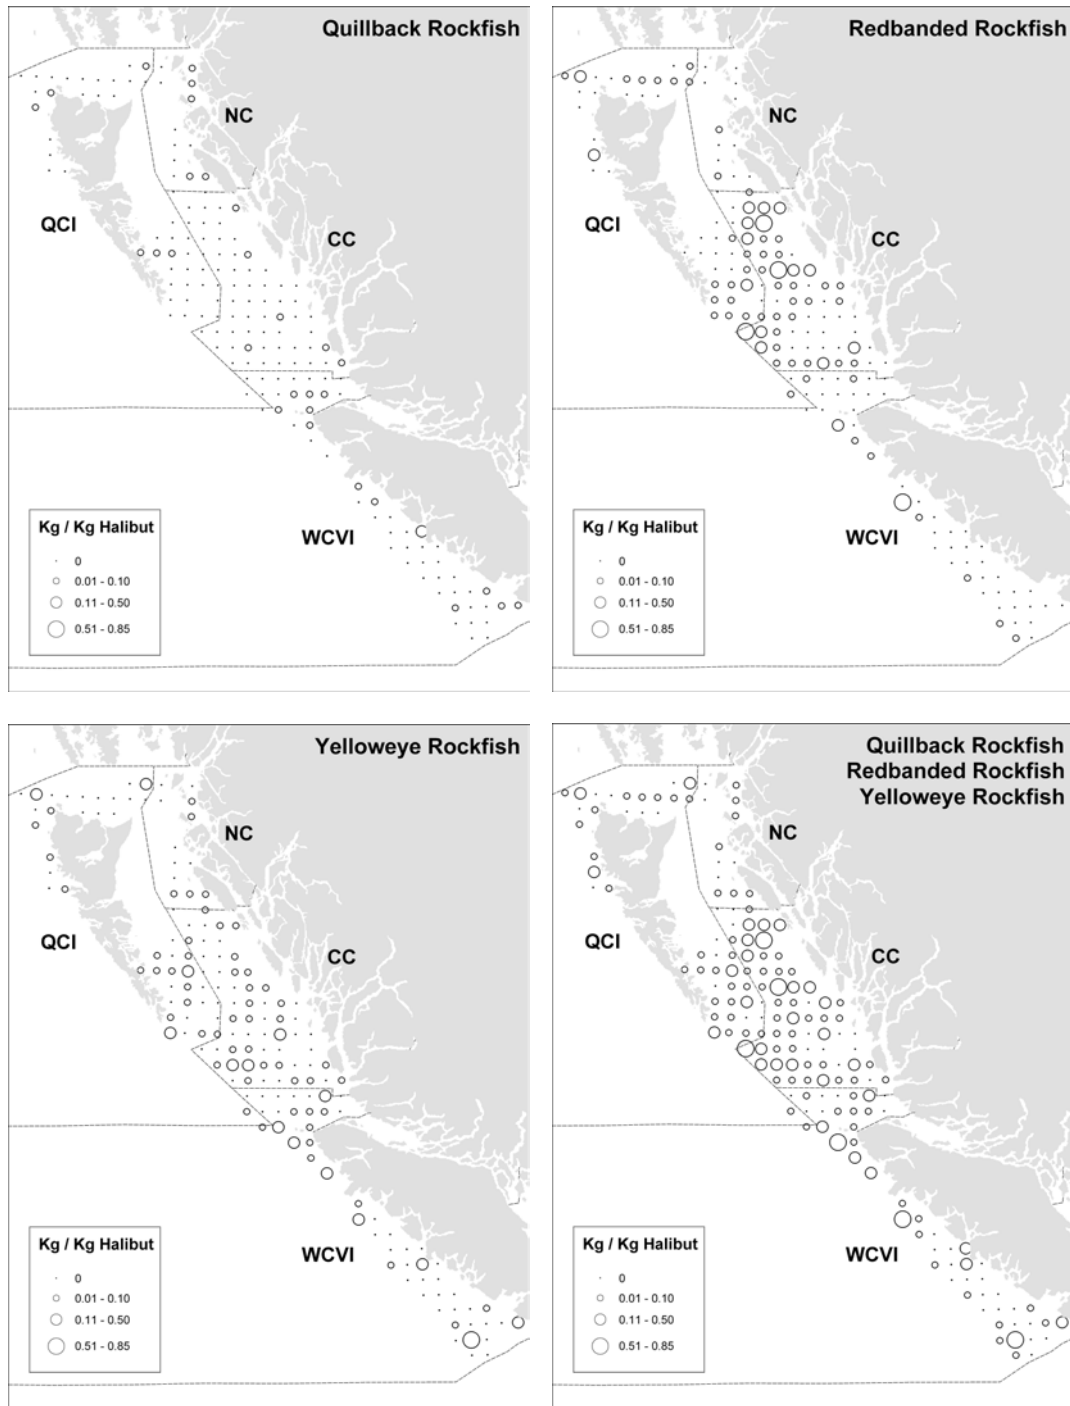 Quillback Rockfish
NC
QCI
CC
WCVI
Kg / Kg Halibut
0
0.01 - 0.10
0.11 - 0.50
0.51 - 0.85
Redbanded Rockfish
NC
QCI
CC
WCVI
Kg / Kg Halibut
0
0.01 - 0.10
0.11 - 0.50
0.51 - 0.85
Yelloweye Rockfish
NC
QCI
CC
WCVI
Kg / Kg Halibut
0
0.01 - 0.10
0.11 - 0.50
0.51 - 0.85
Quillback Rockfish
Redbanded Rockfish
Yelloweye Rockfish
NC
QCI
CC
WCVI
Kg / Kg Halibut
0
0.01 - 0.10
0.11 - 0.50
0.51 - 0.85